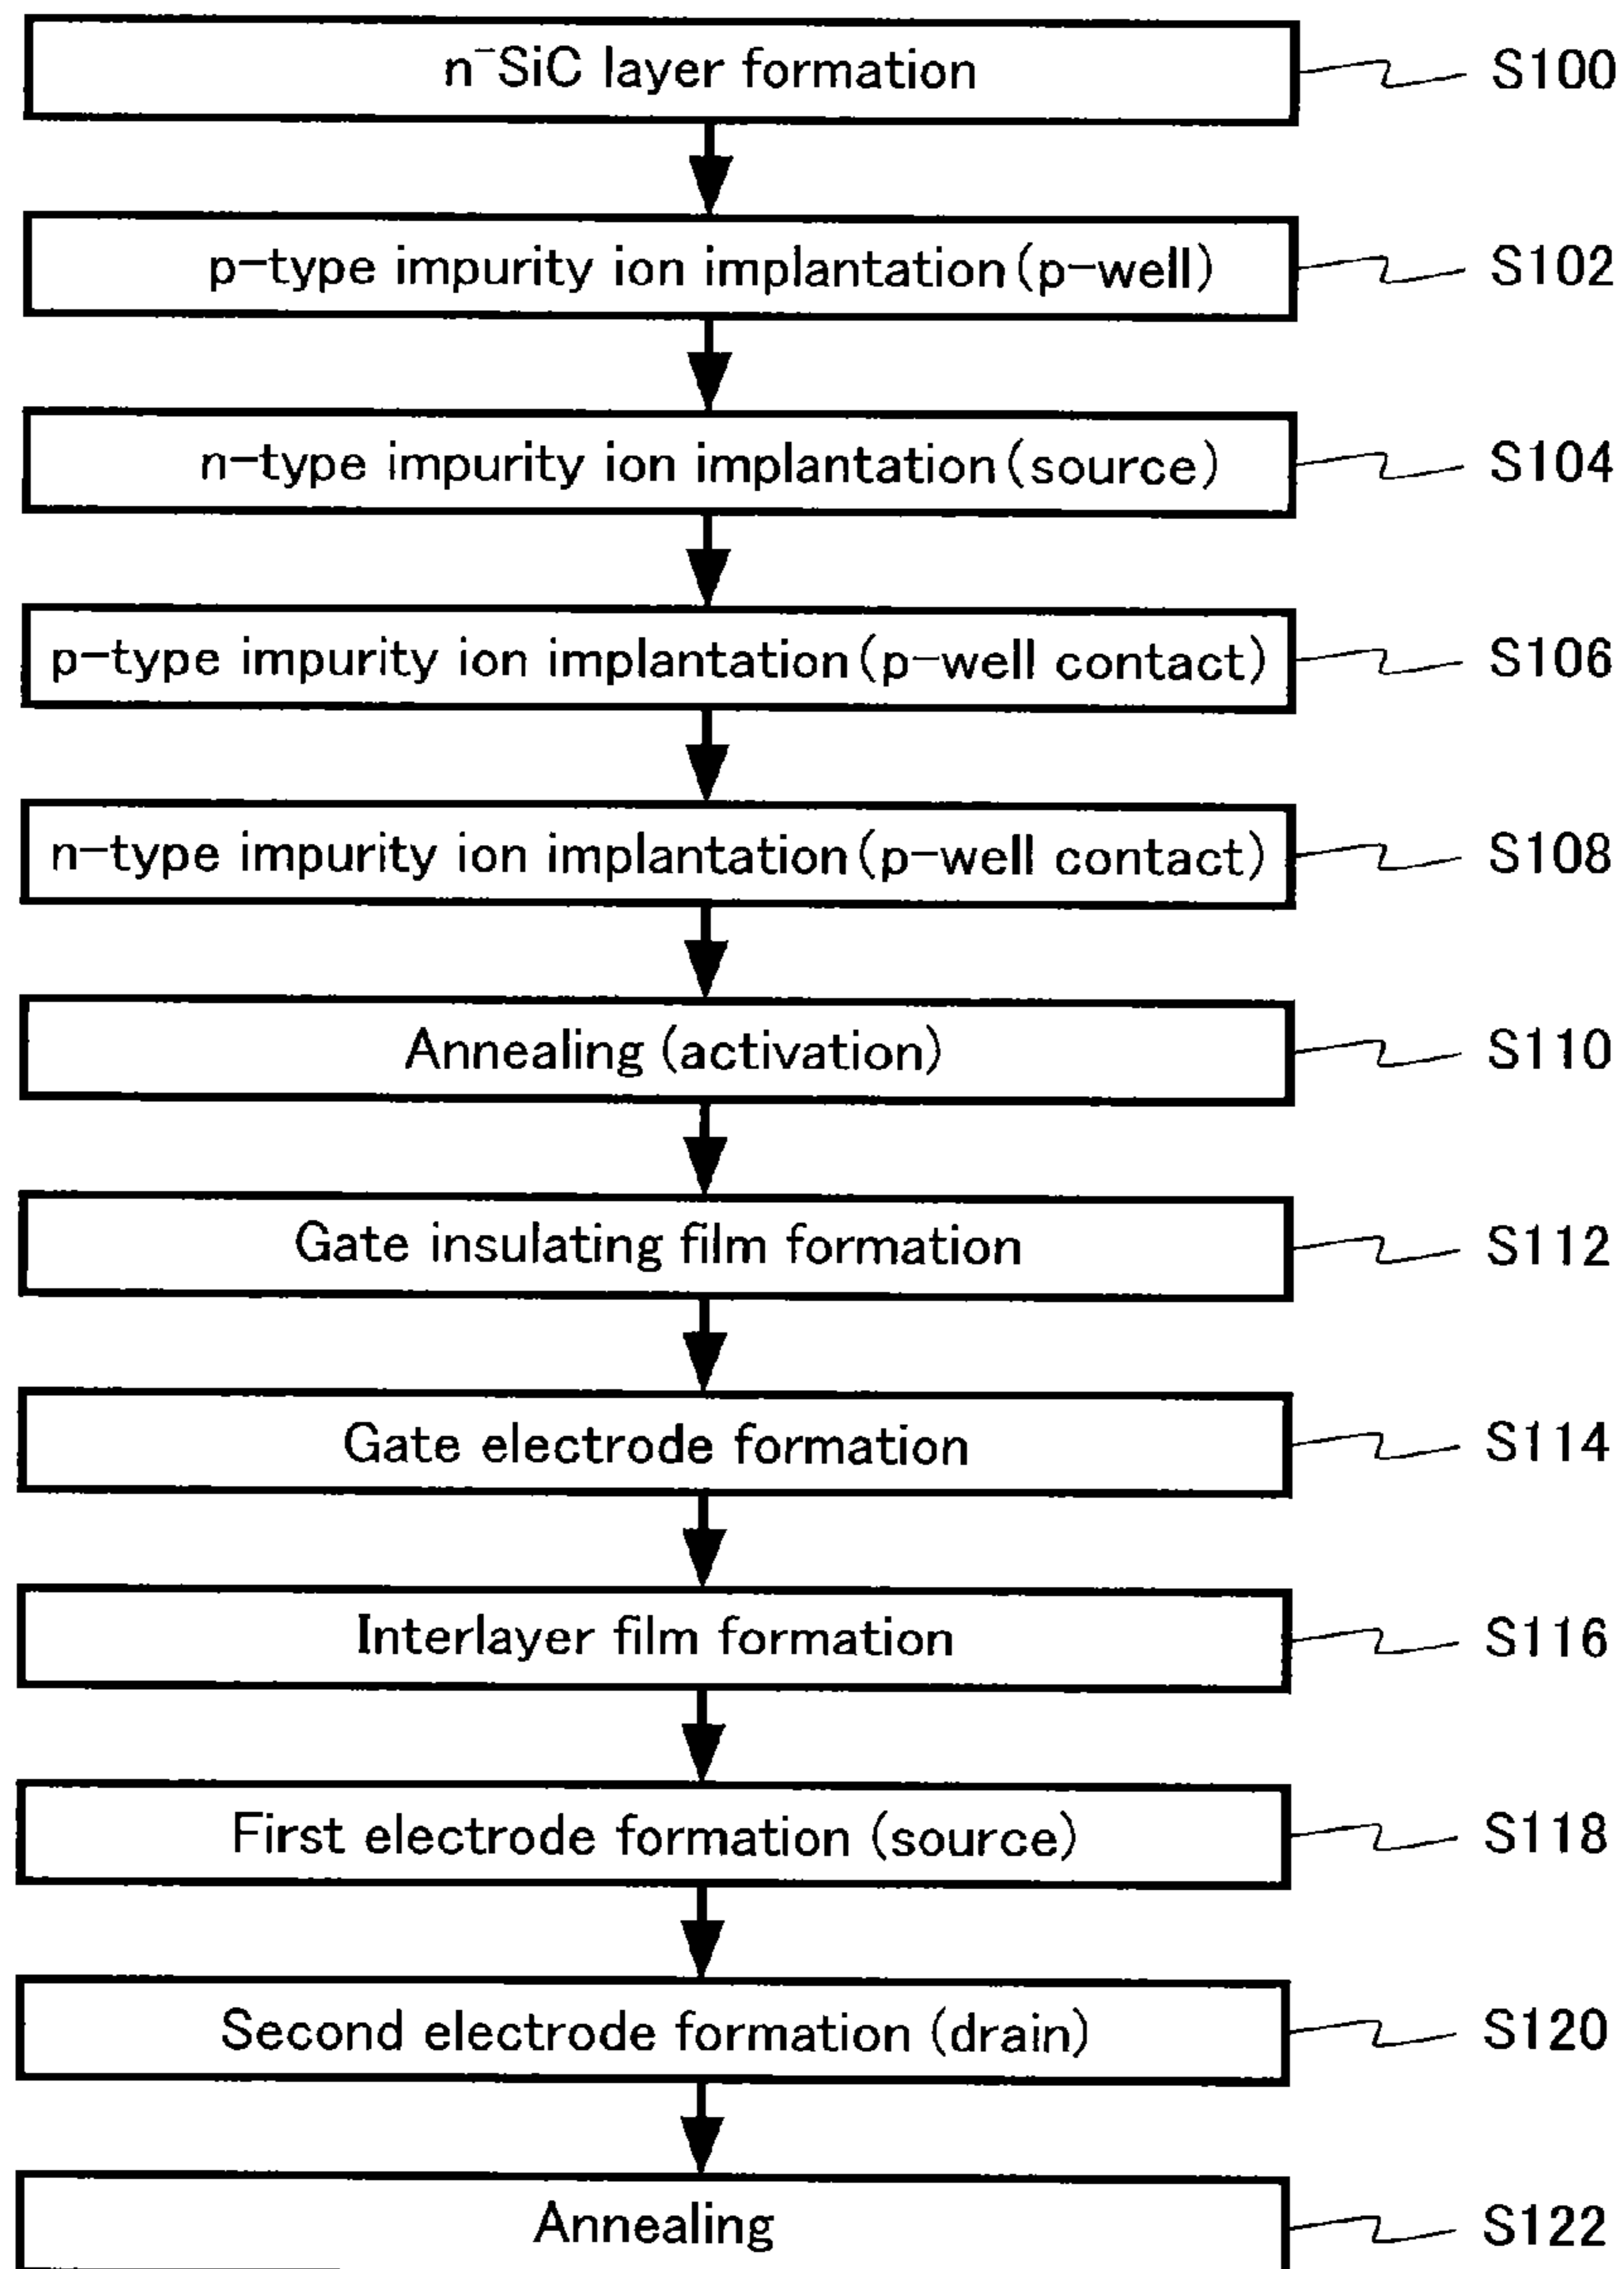 n⁻SiC layer formation S100
p-type impurity ion implantation(p-well) S102
n-type impurity ion implantation(source) S104
p-type impurity ion implantation(p-well contact) S106
n-type impurity ion implantation(p-well contact) S108
Annealing (activation) S110
Gate insulating film formation S112
Gate electrode formation S114
Interlayer film formation S116
First electrode formation (source) S118
Second electrode formation (drain) S120
Annealing S122